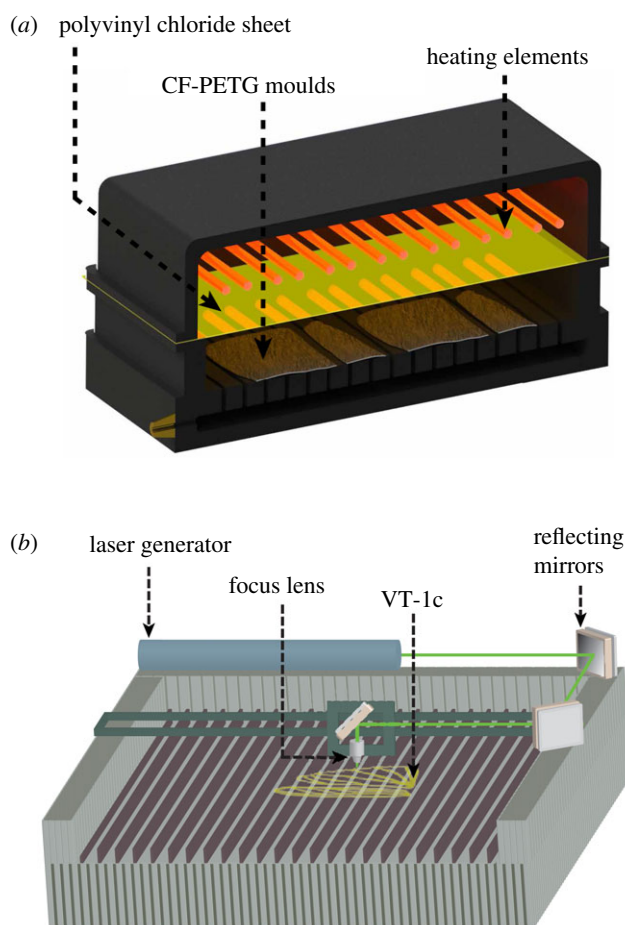 (a) polyvinyl chloride sheet
CF-PETG moulds
heating elements
(b)
laser generator
focus lens
VT-1c
reflecting
mirrors